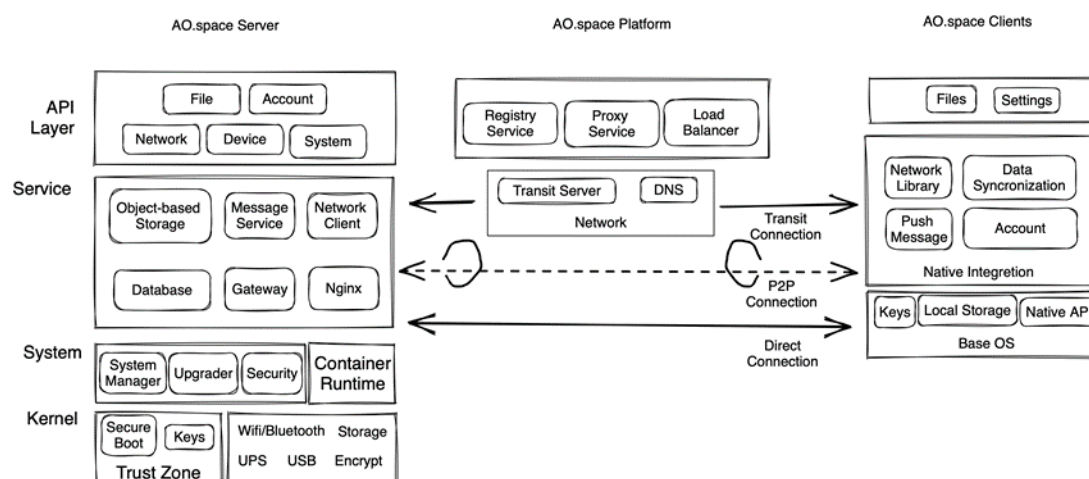 AO.space Server
AO.space Platform
AO.space Clients
API
Layer
File
Account
Network
Device
System
Registry
Service
Proxy
Service
Load
Balancer
Files
Settings
Service
Object-based
Storage
Message
Service
Network
Client
Database
Gateway
Nginx
Transit Server
DNS
Network
Transit
Connection
P2P
Connection
Direct
Connection
Network
Library
Data
Syncronization
Push
Message
Account
Native Integretion
Keys
Local Storage
Native AP
Base OS
System
System
Manager
Upgrader
Security
Container
Runtime
Kernel
Secure
Boot
Keys
Trust Zone
Wifi/Bluetooth
Storage
UPS
USB
Encrypt